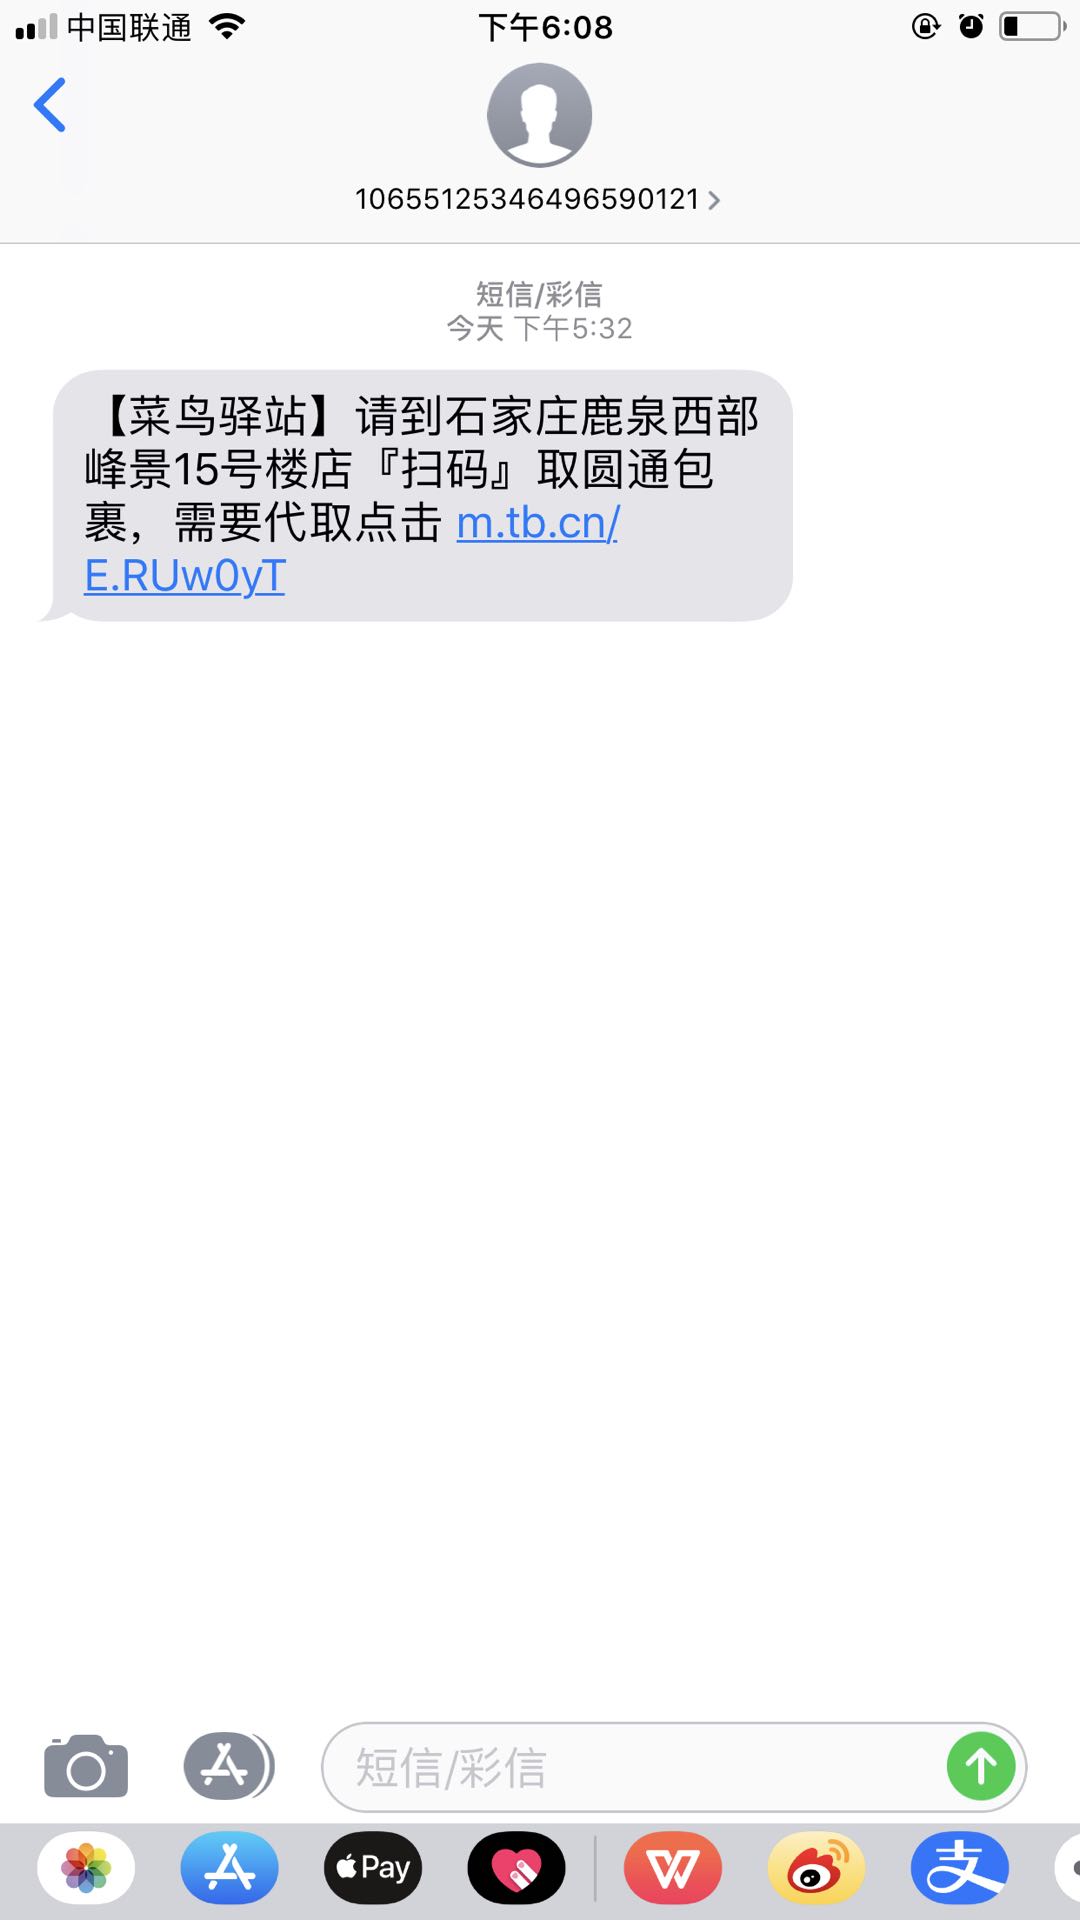 中国联通
下午6:08
10655125346496590121
短信/彩信
今天 下午5:32
【菜鸟驿站】请到石家庄鹿泉西部
峰景15号楼店『扫码』取圆通包
裹，需要代取点击 m.tb.cn/
E.RUw0yT
短信/彩信
Pay
支